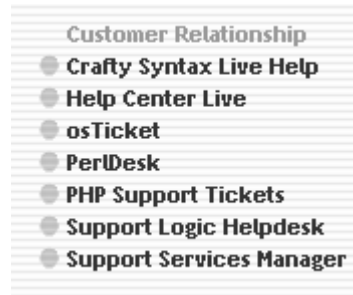 Customer Relationship
Crafty Syntax Live Help
Help Center Live
osTicket
PerlDesk
PHP Support Tickets
Support Logic Helpdesk
Support Services Manager